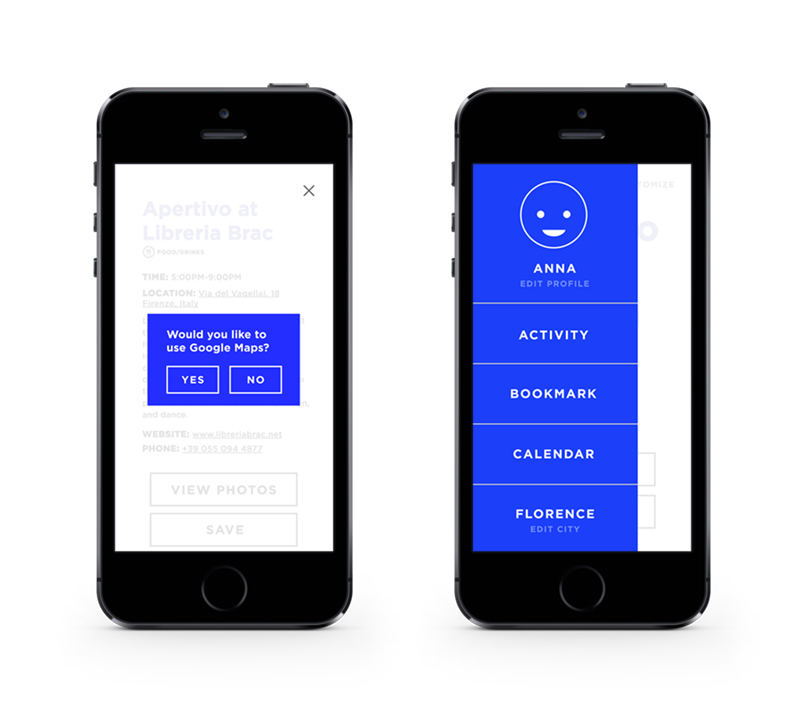 Apertivo at
Libreria Brac
FOOD/DRINKS
TIME: 5:00PM-9:00PM
LOCATION: Via del Vagellai, 18
Firenze, Italy
Would you like to
use Google Maps?
YES NO
and dance.
WEBSITE: www.libreriabrac.net
PHONE: +39 055 094 4877
VIEW PHOTOS
SAVE
ANNA
EDIT PROFILE
ACTIVITY
BOOKMARK
CALENDAR
FLORENCE
EDIT CITY